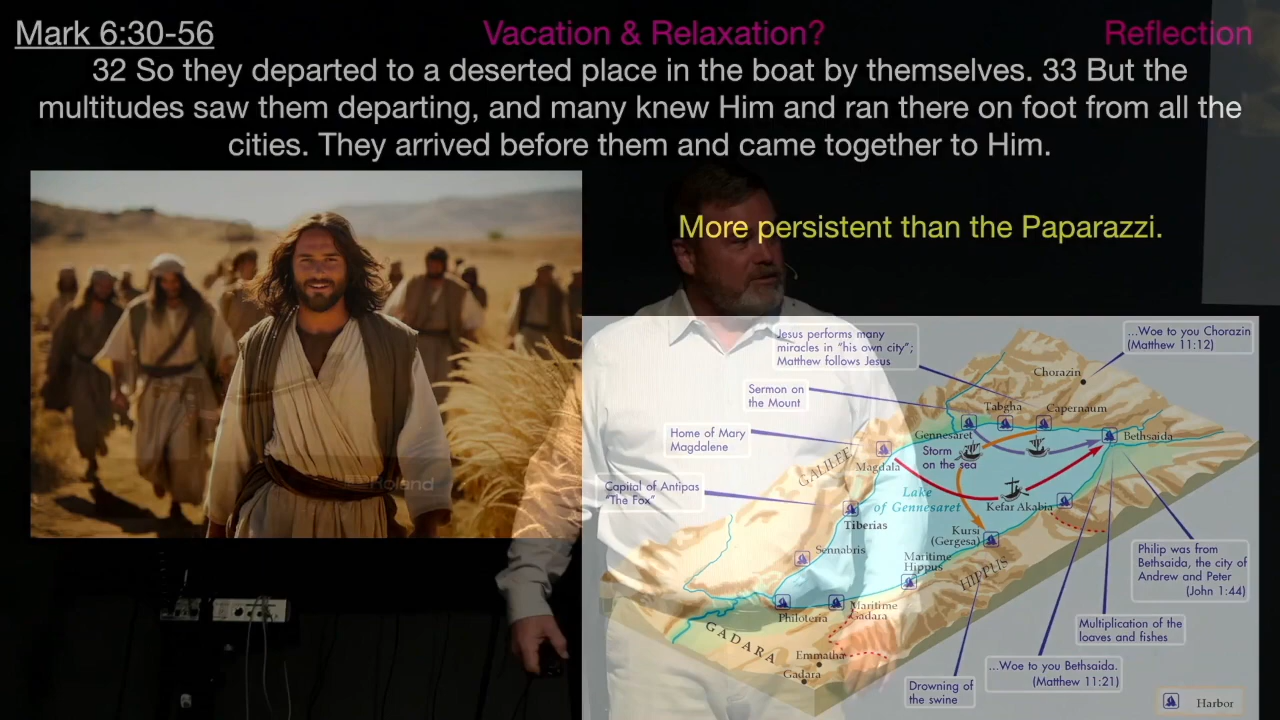 Mark 6:30-56
Vacation & Relaxation?
Reflection
32 So they departed to a deserted place in the boat by themselves. 33 But the
multitudes saw them departing, and many knew Him and ran there on foot from all the
cities. They arrived before them and came together to Him.
More persistent than the Paparazzi.
Jesus performs many
miracles in "his own city";
Matthew follows Jesus
...Woe to you Chorazin
(Matthew 11:12)
Chorazin
Sermon on
the Mount
Tabgha
Capernaum
Gennesaret
Bethsaida
Home of Mary
Magdalene
Storm
on the sea
GALILEE
Magdala
Capital of Antipas
"The Fox"
Lake
of Gennesaret
Kefar Akabia
Tiberias
Kursi
(Gergesa)
Sennabris
Maritime
Hippus
HIPPUS
Philip was from
Bethsaida, the city of
Andrew and Peter
(John 1:44)
Philoteria
Maritime
Gadara
GADARA
Multiplication of the
loaves and fishes
Emmatha
Gadara
...Woe to you Bethsaida.
(Matthew 11:21)
Drowning of
the swine
Harbor
Roland